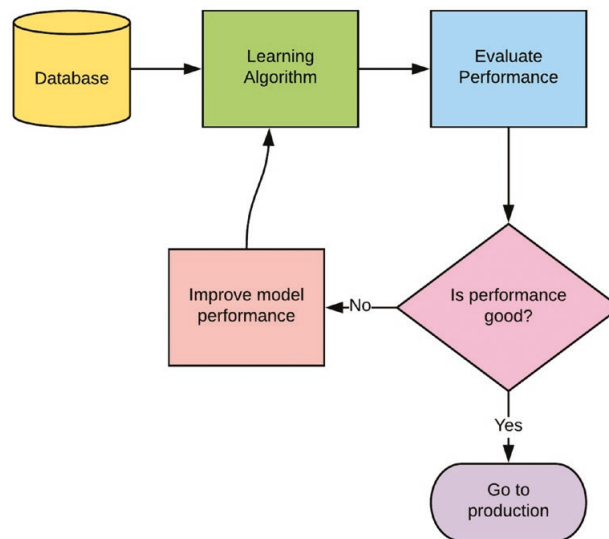 Database
Learning
Algorithm
Evaluate
Performance
Improve model
performance
No
Is performance
good?
Yes
Go to
production